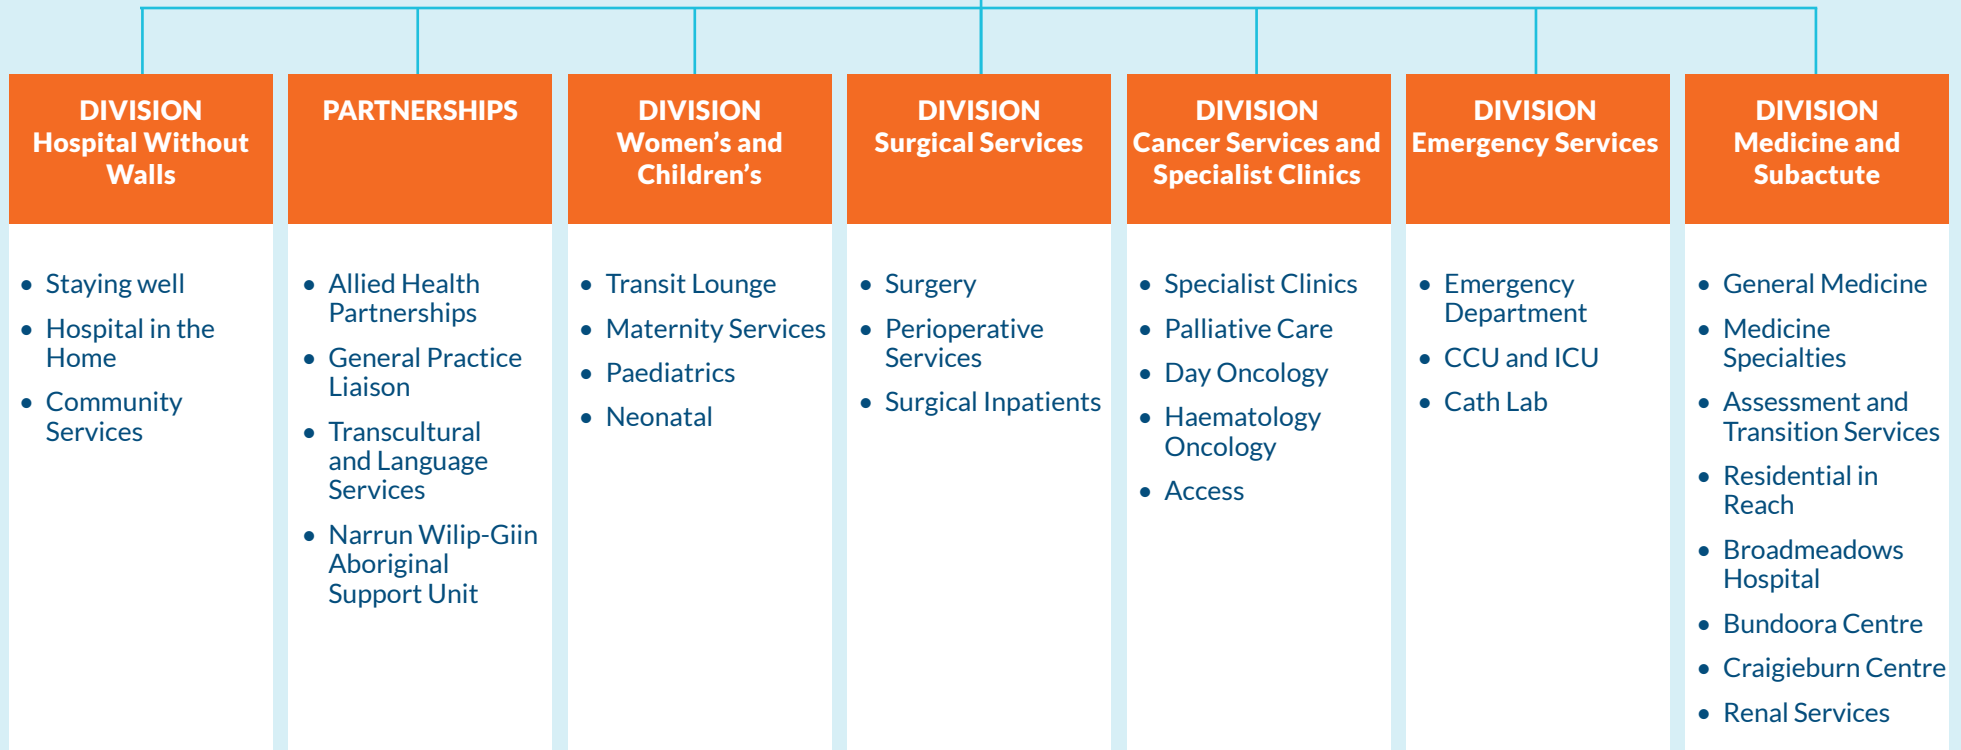 DIVISION
Hospital Without
Walls
• Staying well
• Hospital in the
Home
• Community
Services
PARTNERSHIPS
• Allied Health
Partnerships
• General Practice
Liaison
• Transcultural
and Language
Services
• Narrun Wilip-Giin
Aboriginal
Support Unit
DIVISION
Women’s and
Children’s
• Transit Lounge
• Maternity Services
• Paediatrics
• Neonatal
DIVISION
Surgical Services
• Surgery
• Perioperative
Services
• Surgical Inpatients
DIVISION
Cancer Services and
Specialist Clinics
• Specialist Clinics
• Palliative Care
• Day Oncology
• Haematology
Oncology
• Access
DIVISION
Emergency Services
• Emergency
Department
• CCU and ICU
• Cath Lab
DIVISION
Medicine and
Subactute
• General Medicine
• Medicine
Specialties
• Assessment and
Transition Services
• Residential in
Reach
• Broadmeadows
Hospital
• Bundoora Centre
• Craigieburn Centre
• Renal Services